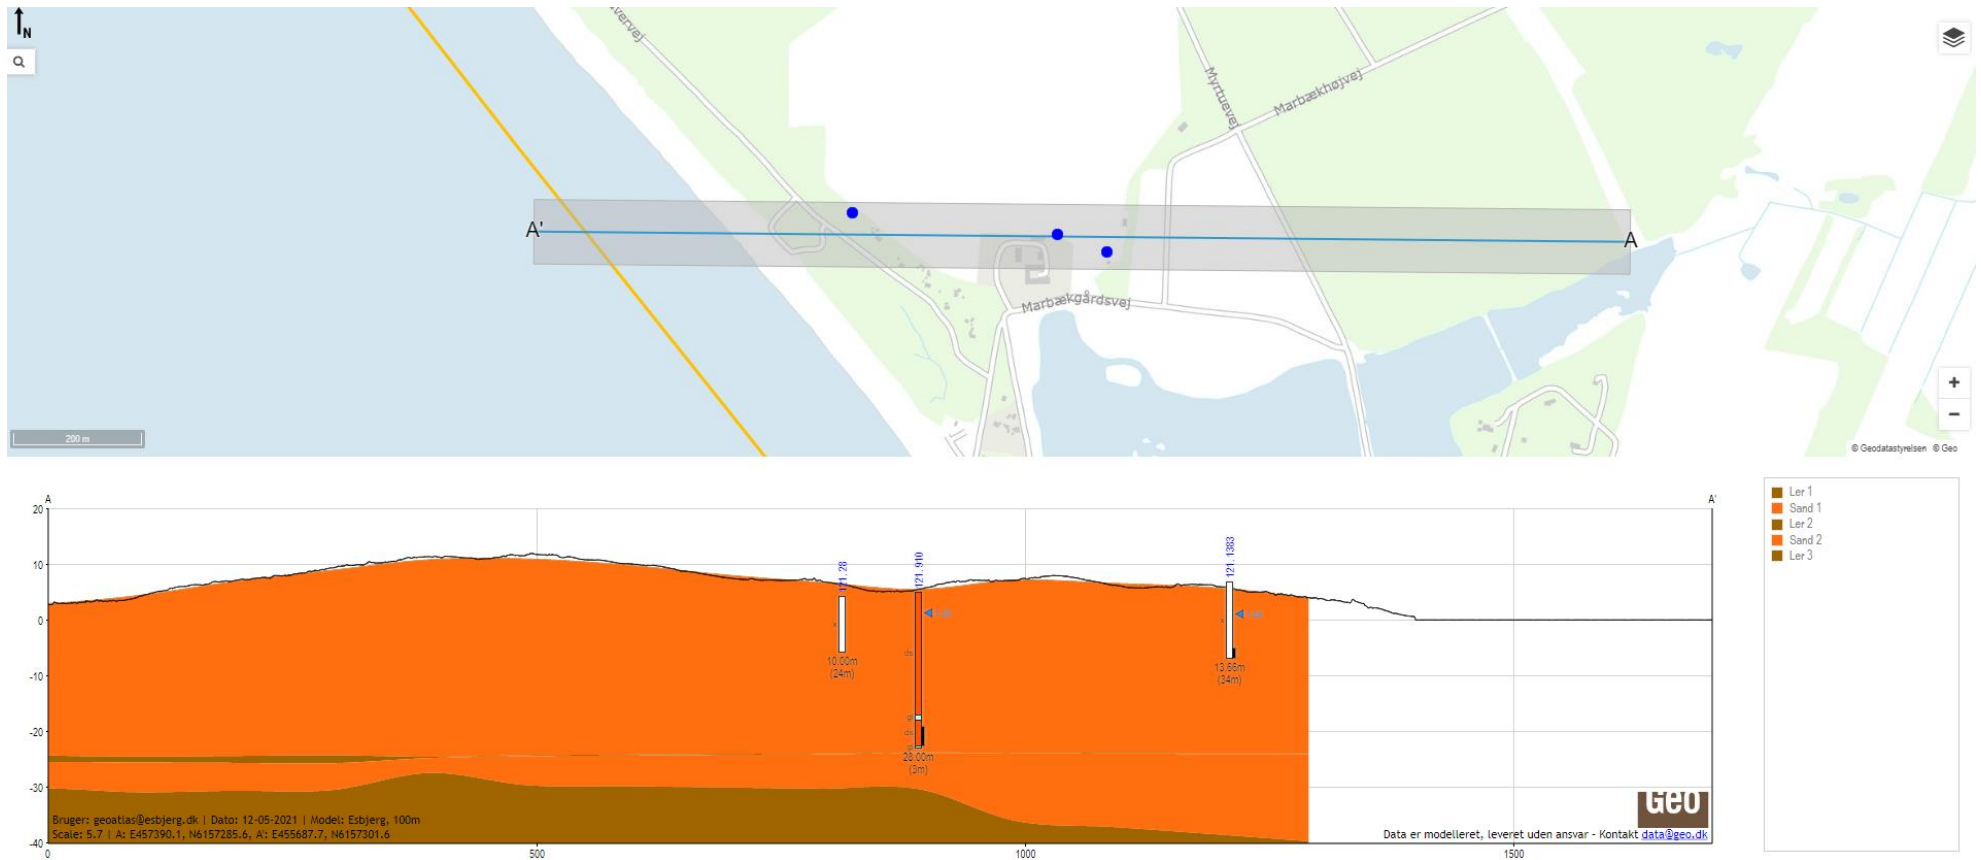 N
Myrtuevej
Marbækhøjvej
A'
A
Marbækgårdsvej
200 m
+
−
© Geodatastyrelsen © Geo
A
A'
20
10
0
-10
-20
-30
-40
121.28
121.910
121.1383
10.00m
(24m)
28.00m
(3m)
13.66m
(34m)
ds
ds
Bruger: geoatlas@esbjerg.dk | Dato: 12-05-2021 | Model: Esbjerg, 100m
Scale: 5.7 | A: E457390.1, N6157285.6, A': E455687.7, N6157301.6
Geo
Data er modelleret, leveret uden ansvar - Kontakt data@geo.dk
0
500
1000
1500
Ler 1
Sand 1
Ler 2
Sand 2
Ler 3